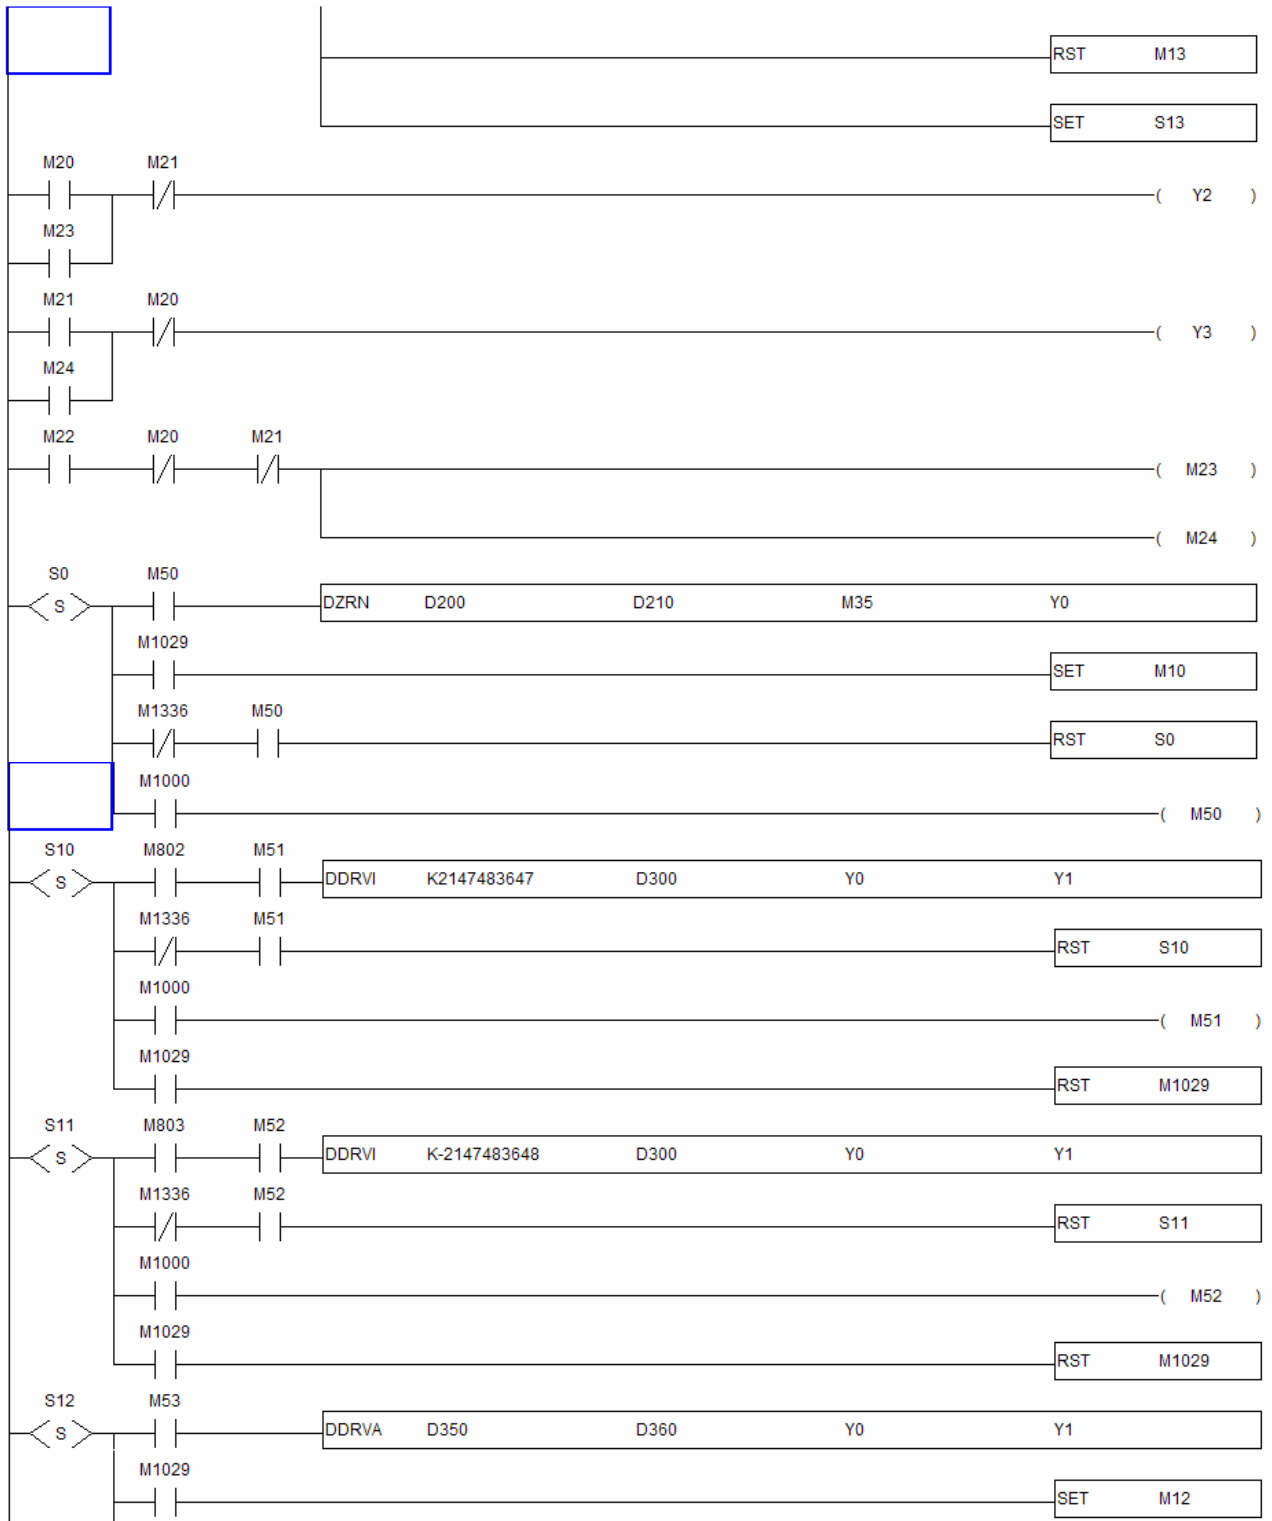 RST M13
SET S13
M20 M21
( Y2 )
M23
M21 M20
( Y3 )
M24
M22 M20 M21
( M23 )
( M24 )
S0 M50
S DZRN D200 D210 M35 Y0
M1029
SET M10
M1336 M50
RST S0
M1000
( M50 )
S10 M802 M51
S DDRVI K2147483647 D300 Y0 Y1
M1336 M51
RST S10
M1000
( M51 )
M1029
RST M1029
S11 M803 M52
S DDRVI K-2147483648 D300 Y0 Y1
M1336 M52
RST S11
M1000
( M52 )
M1029
RST M1029
S12 M53
S DDRVA D350 D360 Y0 Y1
M1029
SET M12